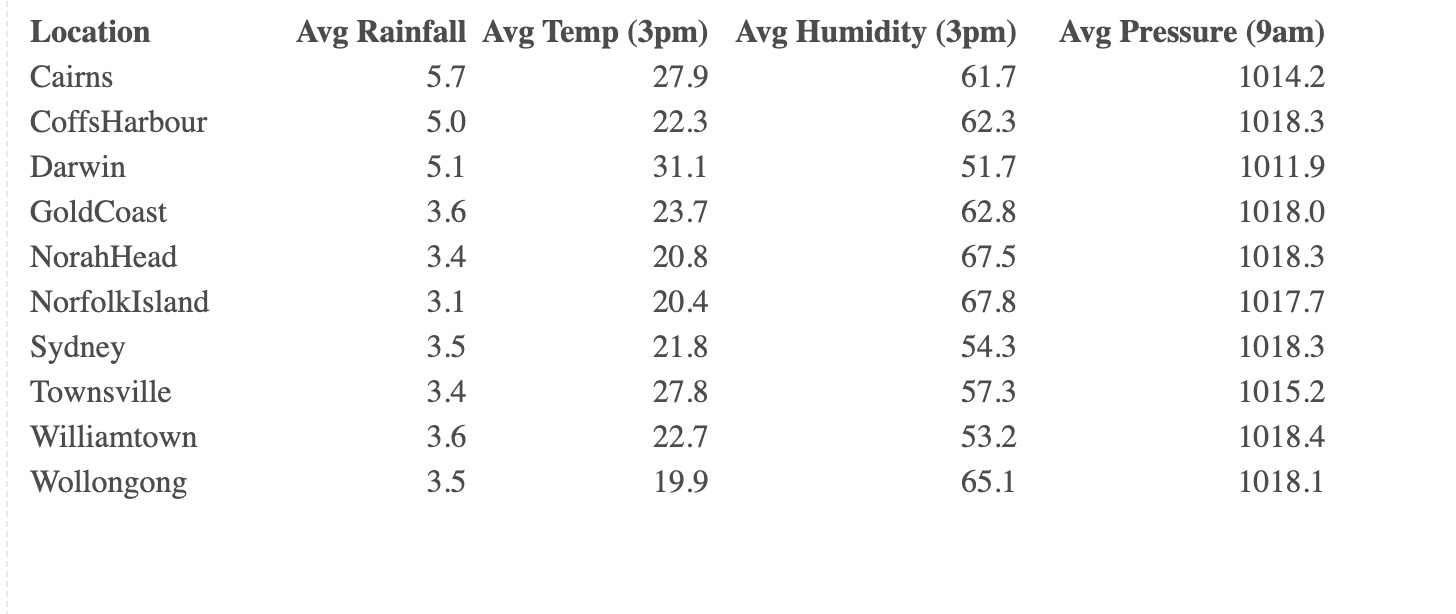 Location Avg Rainfall Avg Temp (3pm) Avg Humidity (3pm) Avg Pressure (9am)
Cairns 5.7 27.9 61.7 1014.2
CoffsHarbour 5.0 22.3 62.3 1018.3
Darwin 5.1 31.1 51.7 1011.9
GoldCoast 3.6 23.7 62.8 1018.0
NorahHead 3.4 20.8 67.5 1018.3
NorfolkIsland 3.1 20.4 67.8 1017.7
Sydney 3.5 21.8 54.3 1018.3
Townsville 3.4 27.8 57.3 1015.2
Williamtown 3.6 22.7 53.2 1018.4
Wollongong 3.5 19.9 65.1 1018.1